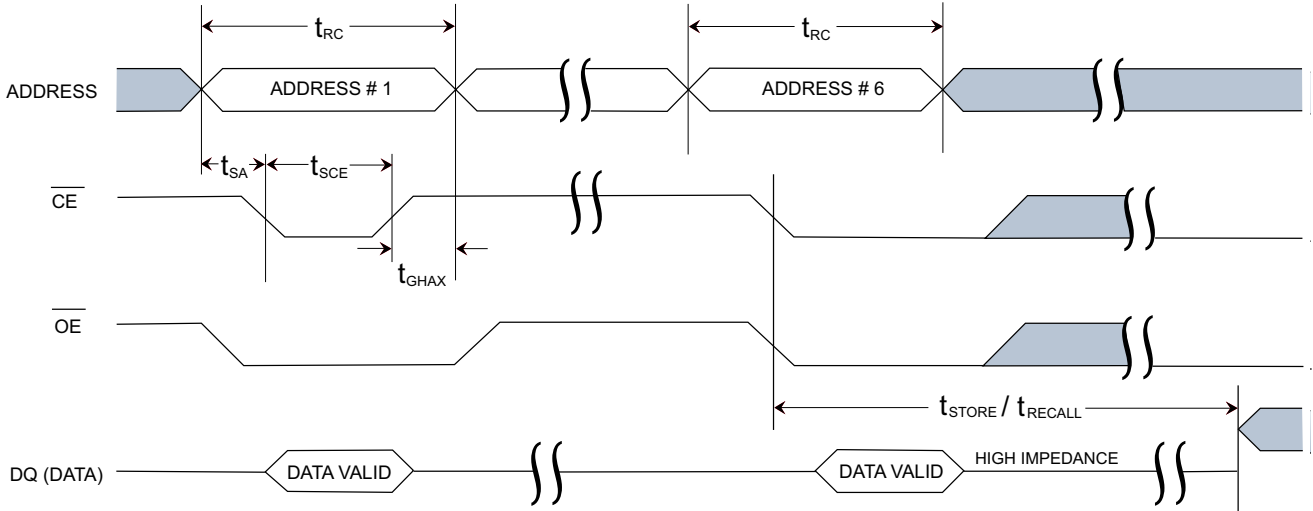 tRC
tRC
ADDRESS
ADDRESS # 1
ADDRESS # 6
tSA
tSCE
CE
tGHAX
OE
tSTORE / tRECALL
DQ (DATA)
DATA VALID
DATA VALID
HIGH IMPEDANCE